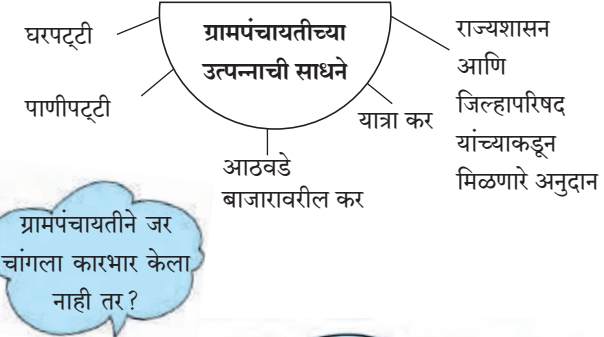 ग्रामपंचायतीच्या
उत्पन्नाची साधने
घरपट्टी
पाणीपट्टी
आठवडे
बाजारावरील कर
यात्रा कर
राज्यशासन
आणि
जिल्हापरिषद
यांच्याकडून
मिळणारे अनुदान
ग्रामपंचायतीने जर
चांगला कारभार केला
नाही तर?